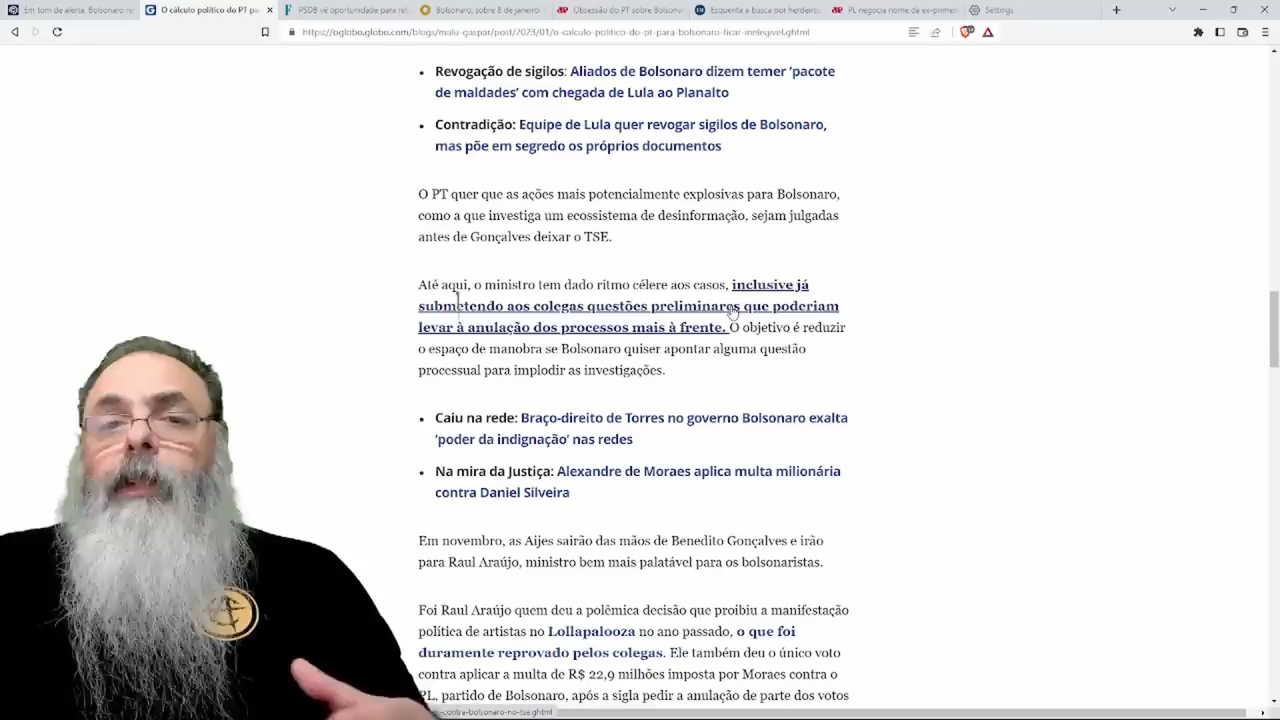 Em tom de alerta, Bolsonaro re
O cálculo político do PT pa
PSDB vê oportunidade para ref
Bolsonaro, sobre 8 de janeiro
Obsessão do PT sobre Bolsonar
Esquenta a busca por herdeiro
PL negocia nome da ex-primei
Settings
https://oglobo.globo.com/blogs/malu-gaspar/post/2023/01/o-calculo-politico-do-pt-para-bolsonaro-ficar-inelegivel.ghtml
• Revogação de sigilos: Aliados de Bolsonaro dizem temer ‘pacote
de maldades’ com chegada de Lula ao Planalto
• Contradição: Equipe de Lula quer revogar sigilos de Bolsonaro,
mas põe em segredo os próprios documentos
O PT quer que as ações mais potencialmente explosivas para Bolsonaro,
como a que investiga um ecossistema de desinformação, sejam julgadas
antes de Gonçalves deixar o TSE.
Até aqui, o ministro tem dado ritmo célere aos casos, inclusive já
submetendo aos colegas questões preliminares que poderiam
levar à anulação dos processos mais à frente. O objetivo é reduzir
o espaço de manobra se Bolsonaro quiser apontar alguma questão
processual para implodir as investigações.
• Caiu na rede: Braço-direito de Torres no governo Bolsonaro exalta
‘poder da indignação’ nas redes
• Na mira da Justiça: Alexandre de Moraes aplica multa milionária
contra Daniel Silveira
Em novembro, as Aijes sairão das mãos de Benedito Gonçalves e irão
para Raul Araújo, ministro bem mais palatável para os bolsonaristas.
Foi Raul Araújo quem deu a polêmica decisão que proibiu a manifestação
política de artistas no Lollapalooza no ano passado, o que foi
duramente reprovado pelos colegas. Ele também deu o único voto
contra aplicar a multa de R$ 22,9 milhões imposta por Moraes contra o
PL, partido de Bolsonaro, após a sigla pedir a anulação de parte dos votos
-contra-bolsonaro-no-tse.ghtml